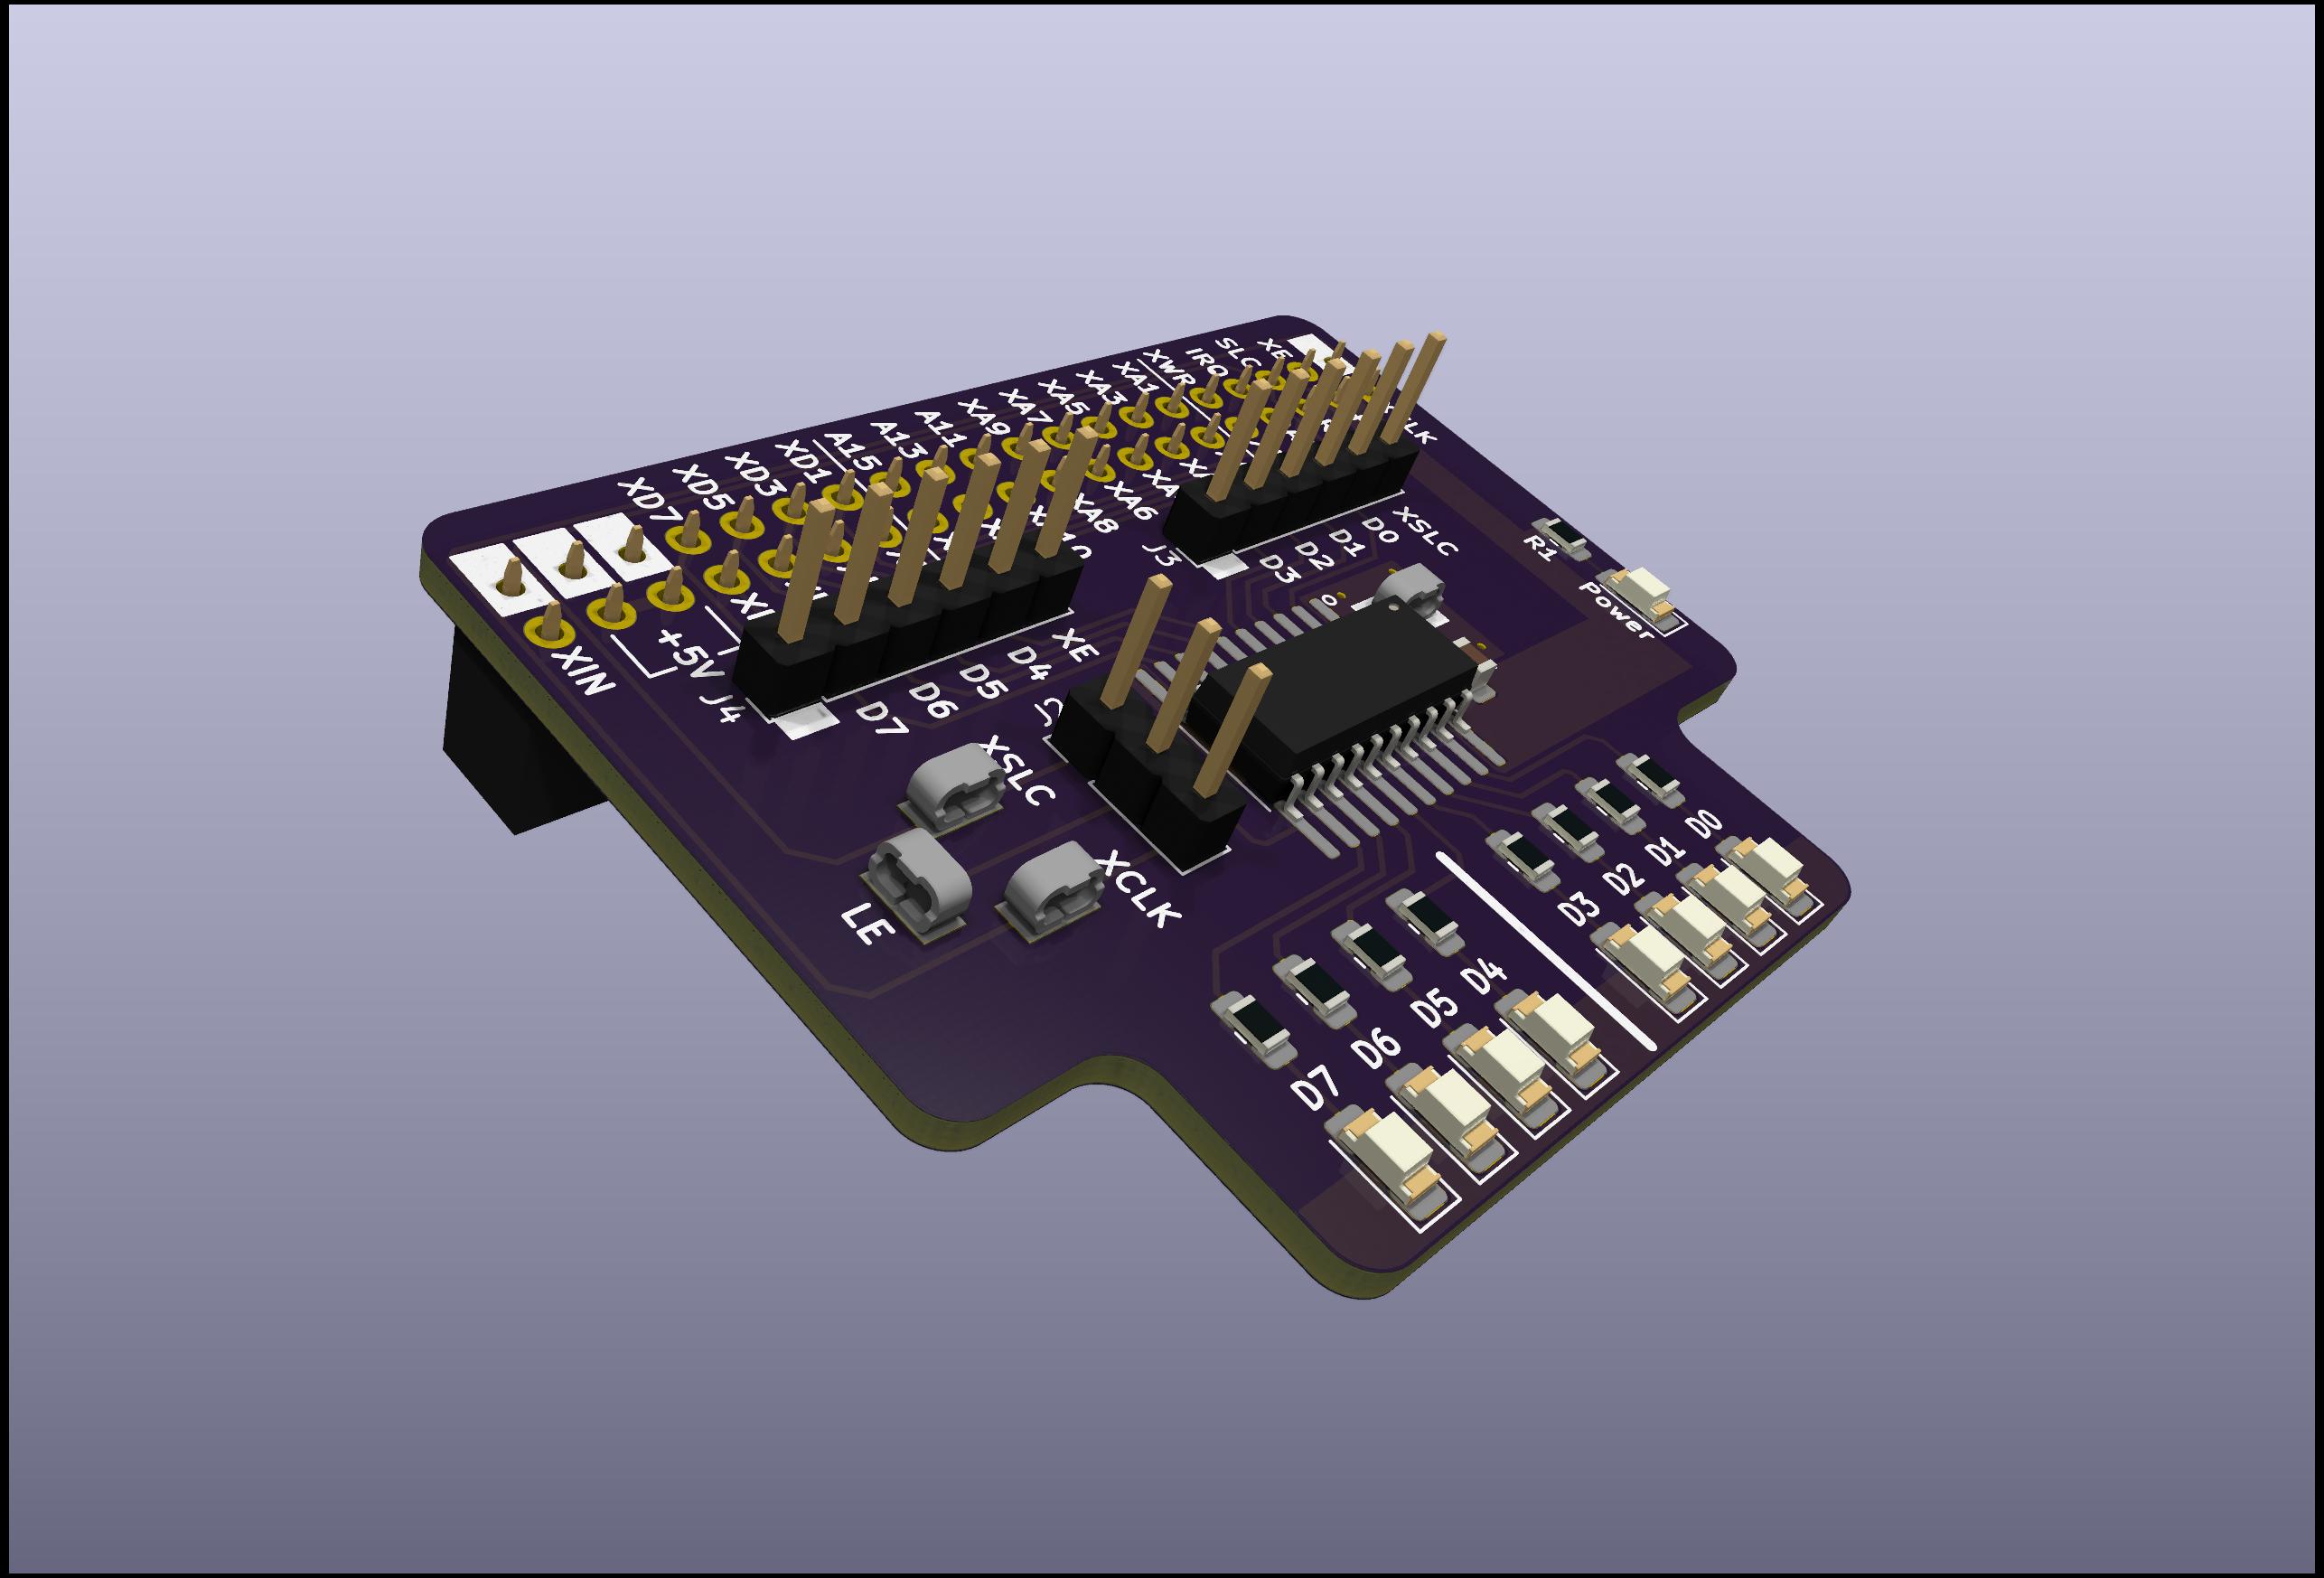 XE
SLC
IRQ
XWR
XA1
XA3
XA5
XA7
XA9
A11
A13
A15
XD1
XD3
XD5
XD7
XIN
+5V
J4
XA6
XA8
J3
XSLC
D0
D1
D2
D3
XE
D4
D5
D6
D7
R1
Power
XSLC
XCLK
LE
D0
D1
D2
D3
D4
D5
D6
D7